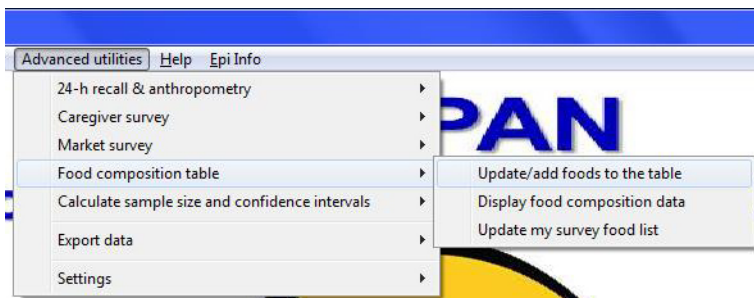 Advanced utilities Help Epi Info
24-h recall & anthropometry
Caregiver survey
Market survey
PAN
Food composition table
Update/add foods to the table
Calculate sample size and confidence intervals
Display food composition data
Update my survey food list
Export data
Settings